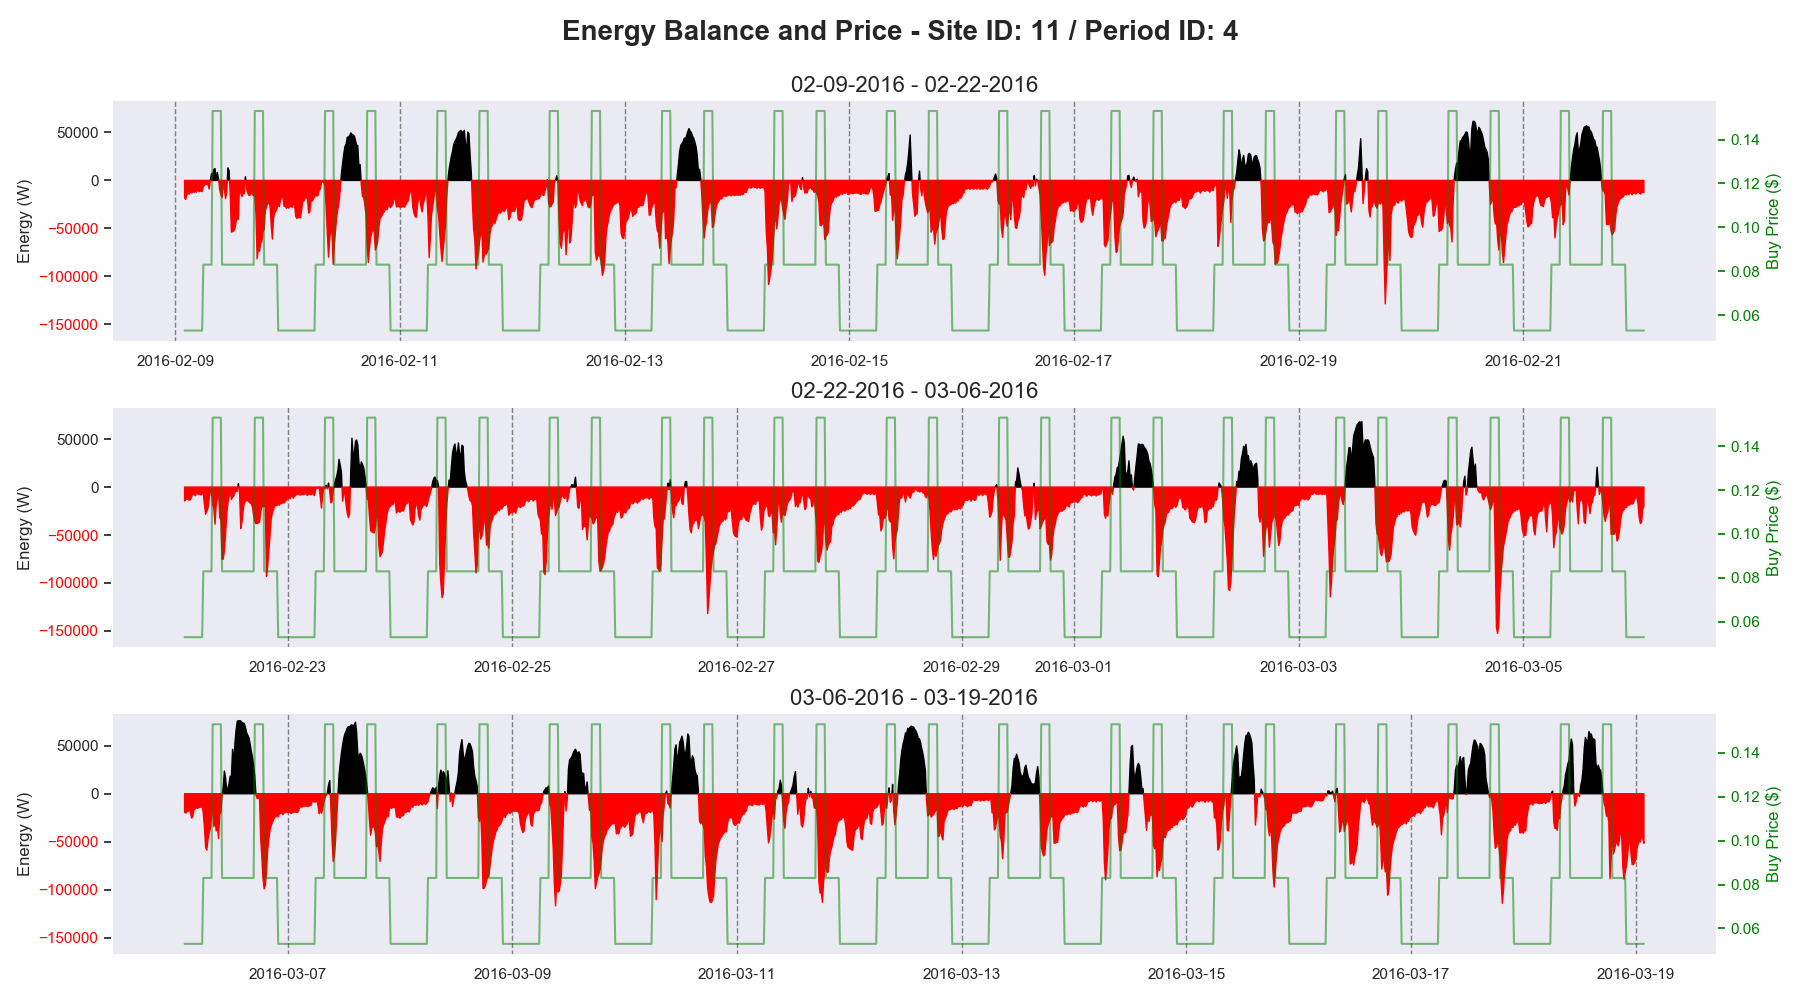 Energy Balance and Price - Site ID: 11 / Period ID: 4
02-09-2016 - 02-22-2016
Energy (W)
50000
0
−50000
−100000
−150000
0.14
0.12
0.10
0.08
0.06
Buy Price ($)
2016-02-09 2016-02-11 2016-02-13 2016-02-15 2016-02-17 2016-02-19 2016-02-21
02-22-2016 - 03-06-2016
Energy (W)
50000
0
−50000
−100000
−150000
0.14
0.12
0.10
0.08
0.06
Buy Price ($)
2016-02-23 2016-02-25 2016-02-27 2016-02-29 2016-03-01 2016-03-03 2016-03-05
03-06-2016 - 03-19-2016
Energy (W)
50000
0
−50000
−100000
−150000
0.14
0.12
0.10
0.08
0.06
Buy Price ($)
2016-03-07 2016-03-09 2016-03-11 2016-03-13 2016-03-15 2016-03-17 2016-03-19